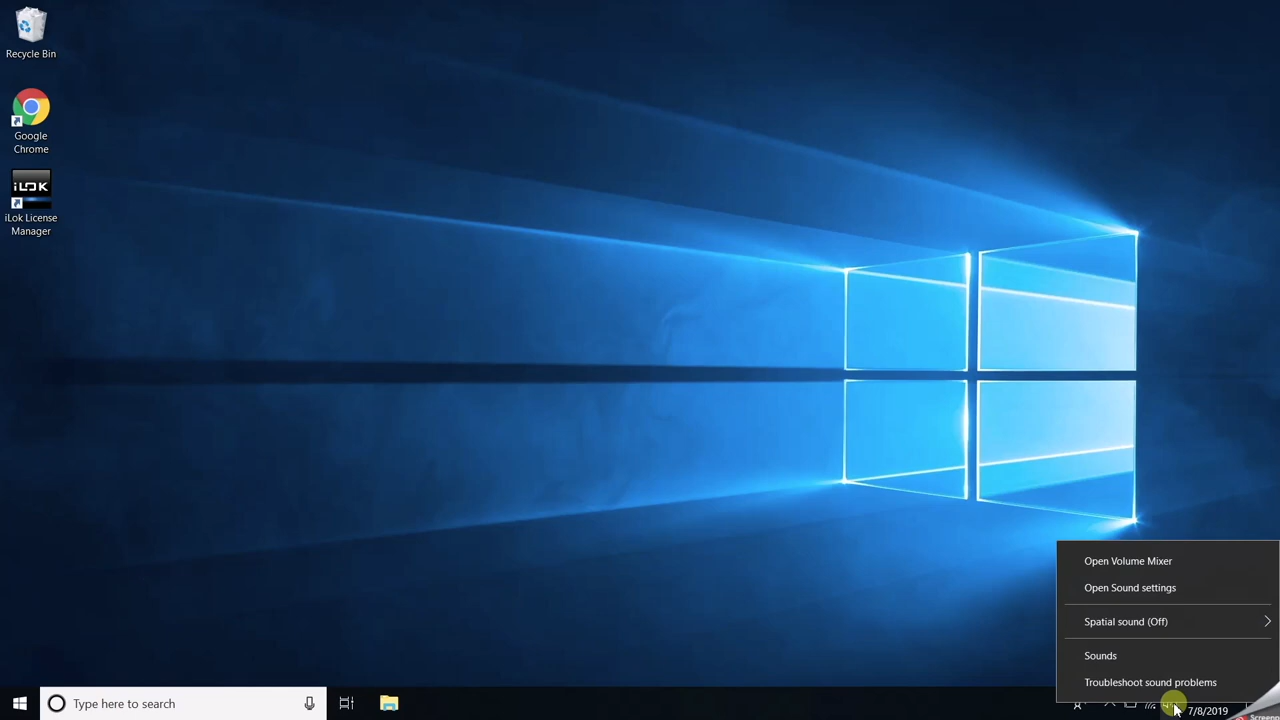 Recycle Bin
Google
Chrome
iLOK
iLok License
Manager
Open Volume Mixer
Open Sound settings
Spatial sound (Off)
Sounds
Troubleshoot sound problems
Type here to search
7/8/2019